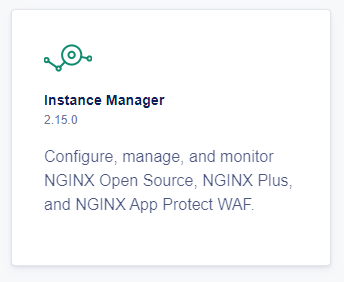 Instance Manager
2.15.0
Configure, manage, and monitor
NGINX Open Source, NGINX Plus,
and NGINX App Protect WAF.